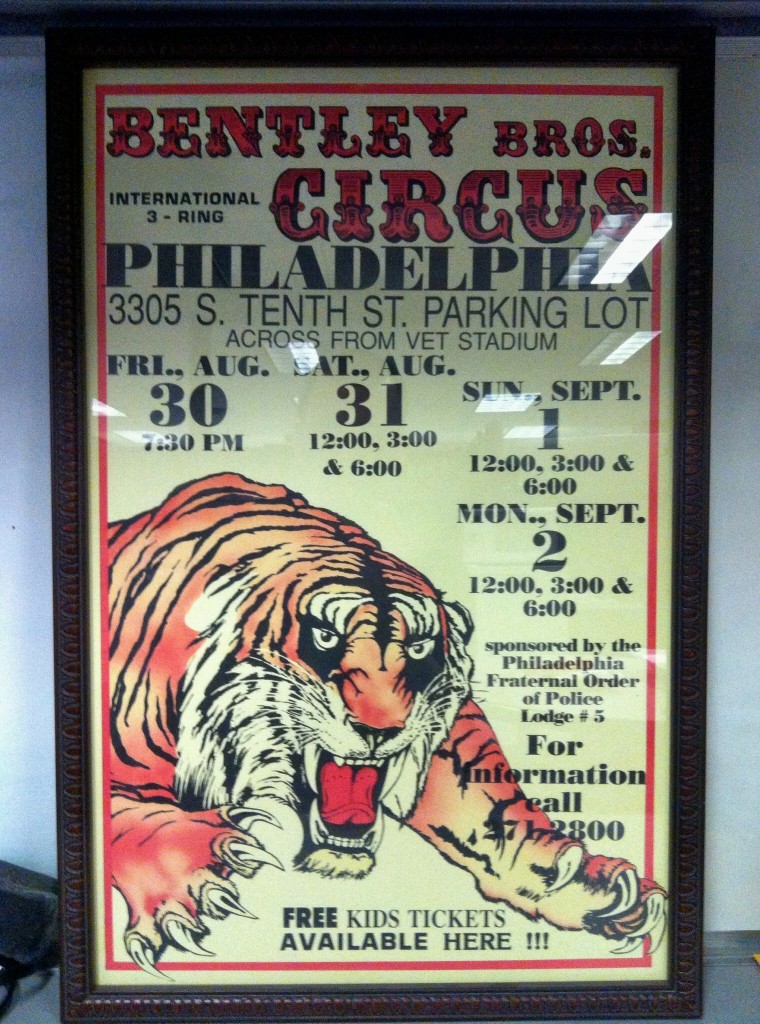 BENTLEY BROS.
INTERNATIONAL
3 - RING
CIRCUS
PHILADELPHIA
3305 S. TENTH ST. PARKING LOT
ACROSS FROM VET STADIUM
FRI., AUG.
30
7:30 PM
SAT., AUG.
31
12:00, 3:00
& 6:00
SUN., SEPT.
1
12:00, 3:00 &
6:00
MON., SEPT.
2
12:00, 3:00 &
6:00
sponsored by the
Philadelphia
Fraternal Order
of Police
Lodge # 5
For
information
call
271-2800
FREE KIDS TICKETS
AVAILABLE HERE !!!